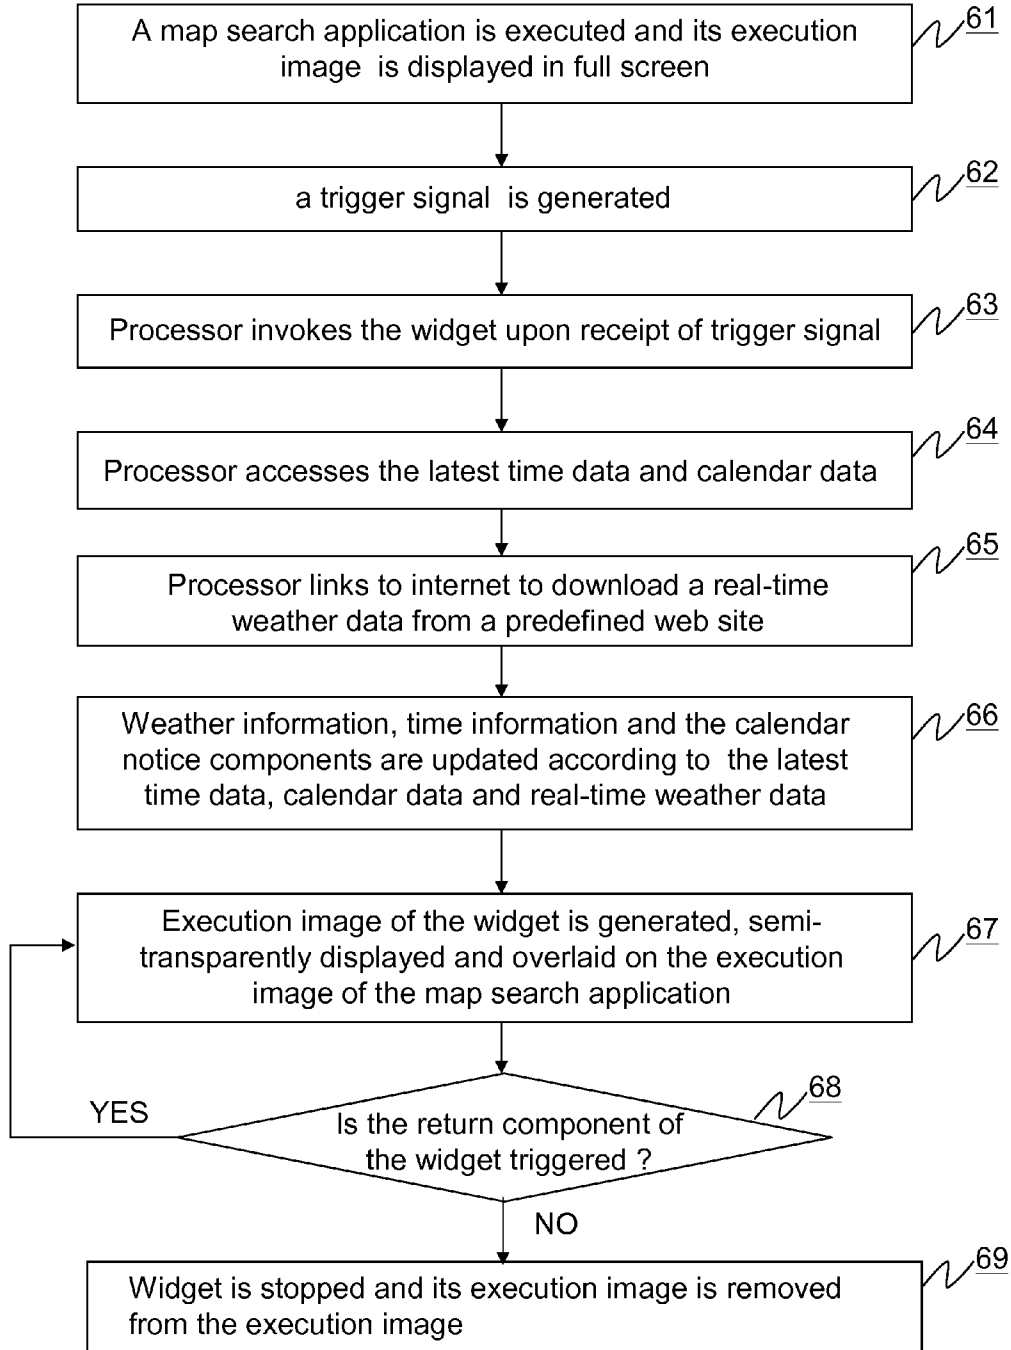 A map search application is executed and its execution
image is displayed in full screen
61
a trigger signal is generated
62
Processor invokes the widget upon receipt of trigger signal
63
Processor accesses the latest time data and calendar data
64
Processor links to internet to download a real-time
weather data from a predefined web site
65
Weather information, time information and the calendar
notice components are updated according to the latest
time data, calendar data and real-time weather data
66
Execution image of the widget is generated, semi-
transparently displayed and overlaid on the execution
image of the map search application
67
Is the return component of
the widget triggered ?
68
YES
NO
Widget is stopped and its execution image is removed
from the execution image
69